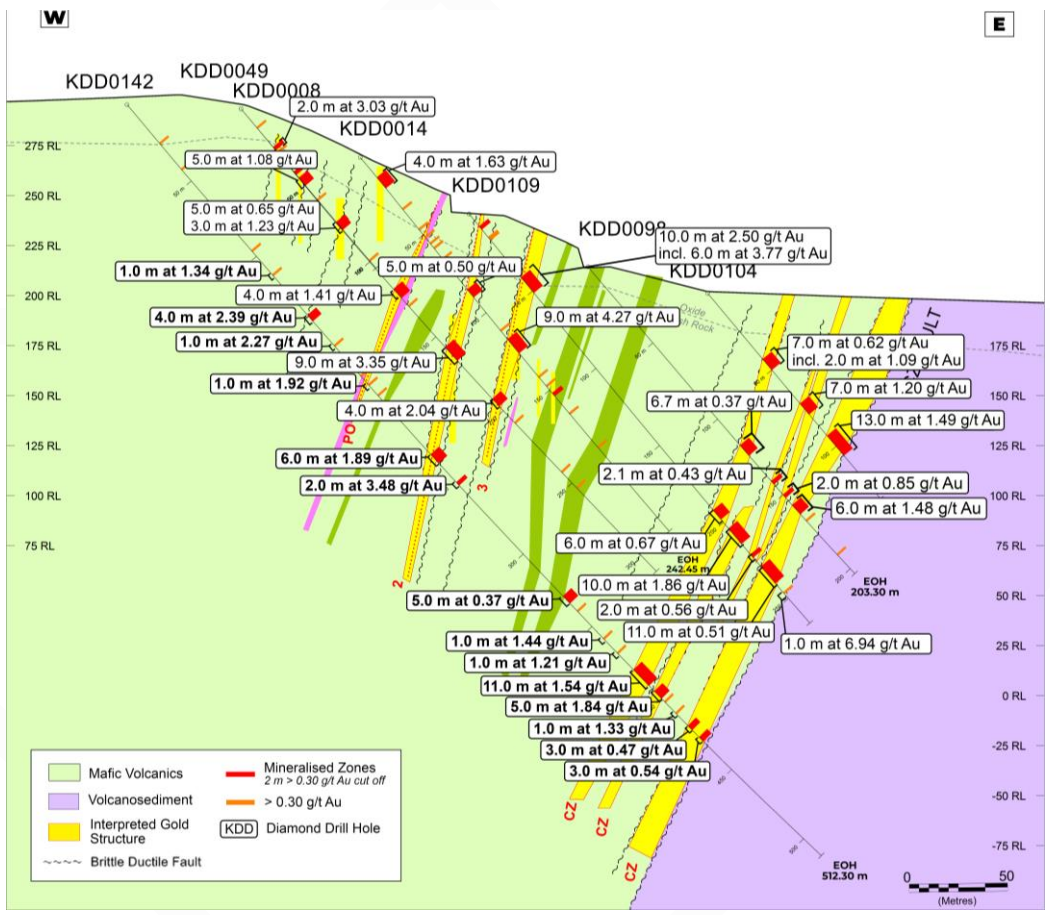 W
E
KDD0142
KDD0049
KDD0008
KDD0014
KDD0109
KDD0098
KDD0104
2.0 m at 3.03 g/t Au
5.0 m at 1.08 g/t Au
4.0 m at 1.63 g/t Au
5.0 m at 0.65 g/t Au
3.0 m at 1.23 g/t Au
10.0 m at 2.50 g/t Au
incl. 6.0 m at 3.77 g/t Au
1.0 m at 1.34 g/t Au
5.0 m at 0.50 g/t Au
4.0 m at 1.41 g/t Au
4.0 m at 2.39 g/t Au
9.0 m at 4.27 g/t Au
1.0 m at 2.27 g/t Au
9.0 m at 3.35 g/t Au
7.0 m at 0.62 g/t Au
incl. 2.0 m at 1.09 g/t Au
1.0 m at 1.92 g/t Au
7.0 m at 1.20 g/t Au
4.0 m at 2.04 g/t Au
6.7 m at 0.37 g/t Au
13.0 m at 1.49 g/t Au
6.0 m at 1.89 g/t Au
2.0 m at 3.48 g/t Au
2.1 m at 0.43 g/t Au
2.0 m at 0.85 g/t Au
6.0 m at 1.48 g/t Au
6.0 m at 0.67 g/t Au
EOH
242.45 m
10.0 m at 1.86 g/t Au
EOH
203.30 m
5.0 m at 0.37 g/t Au
2.0 m at 0.56 g/t Au
11.0 m at 0.51 g/t Au
1.0 m at 6.94 g/t Au
1.0 m at 1.44 g/t Au
1.0 m at 1.21 g/t Au
11.0 m at 1.54 g/t Au
5.0 m at 1.84 g/t Au
1.0 m at 1.33 g/t Au
3.0 m at 0.47 g/t Au
3.0 m at 0.54 g/t Au
EOH
512.30 m
275 RL
250 RL
225 RL
200 RL
175 RL
150 RL
125 RL
100 RL
75 RL
175 RL
150 RL
125 RL
100 RL
75 RL
50 RL
25 RL
0 RL
-25 RL
-50 RL
-75 RL
Oxide
PO
2
3
CZ
CZ
CZ
Mafic Volcanics
Volcanosediment
Interpreted Gold
Structure
Brittle Ductile Fault
Mineralised Zones
2 m > 0.30 g/t Au cut off
> 0.30 g/t Au
KDD
Diamond Drill Hole
0
50
(Metres)